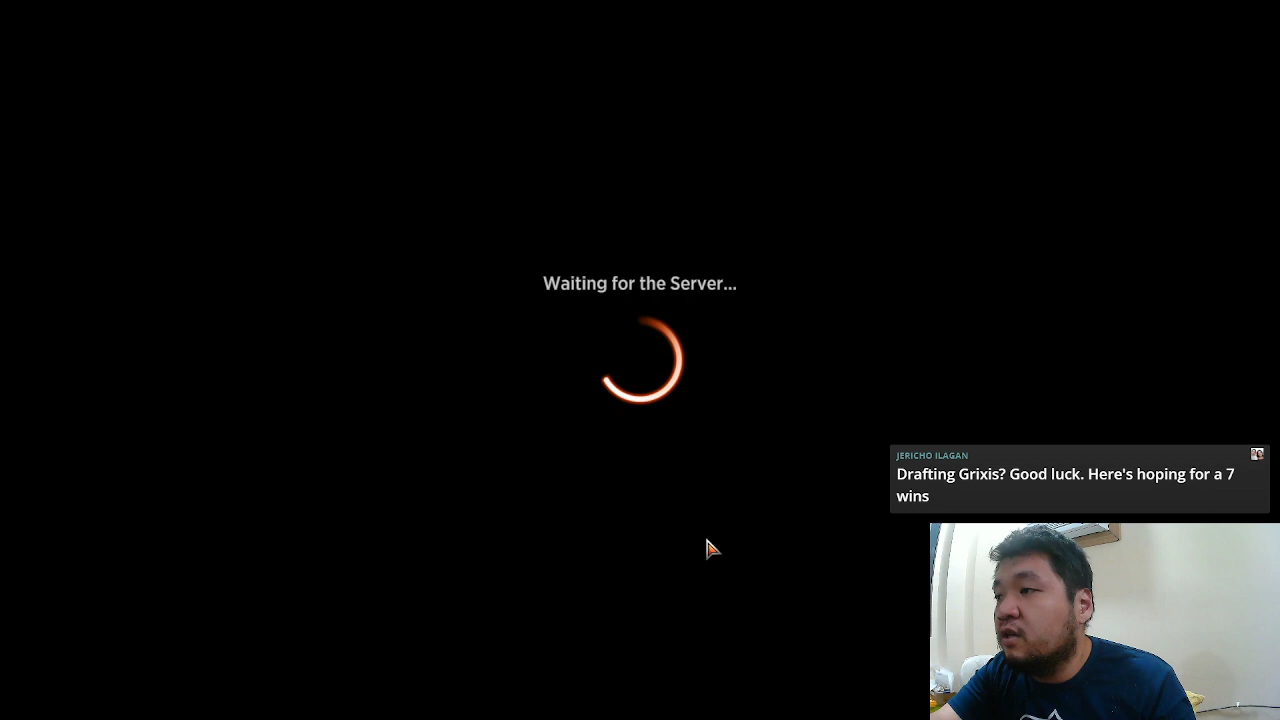 Waiting for the Server...
JERICHO ILAGAN
Drafting Grixis? Good luck. Here's hoping for a 7
wins